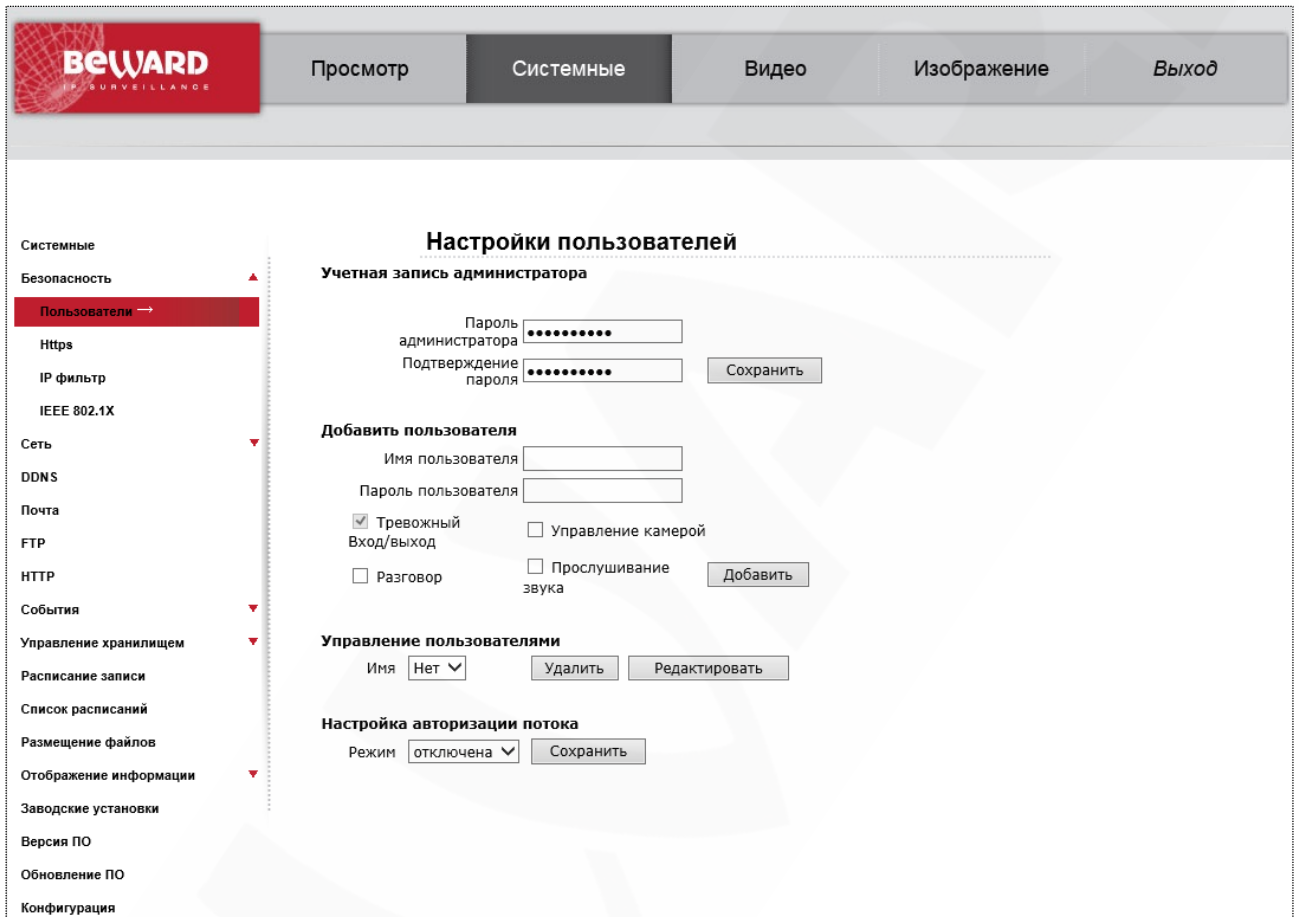 BEWARD
IP SURVEILLANCE
Просмотр
Системные
Видео
Изображение
Выход
Системные
Безопасность
Пользователи →
Https
IP фильтр
IEEE 802.1X
Сеть
DDNS
Почта
FTP
HTTP
События
Управление хранилищем
Расписание записи
Список расписаний
Размещение файлов
Отображение информации
Заводские установки
Версия ПО
Обновление ПО
Конфигурация
Настройки пользователей
Учетная запись администратора
Пароль
администратора ●●●●●●●●●●
Подтверждение
пароля ●●●●●●●●●● Сохранить
Добавить пользователя
Имя пользователя
Пароль пользователя
Тревожный
Вход/выход
Управление камерой
Разговор
Прослушивание
звука
Добавить
Управление пользователями
Имя Нет Удалить Редактировать
Настройка авторизации потока
Режим отключена Сохранить